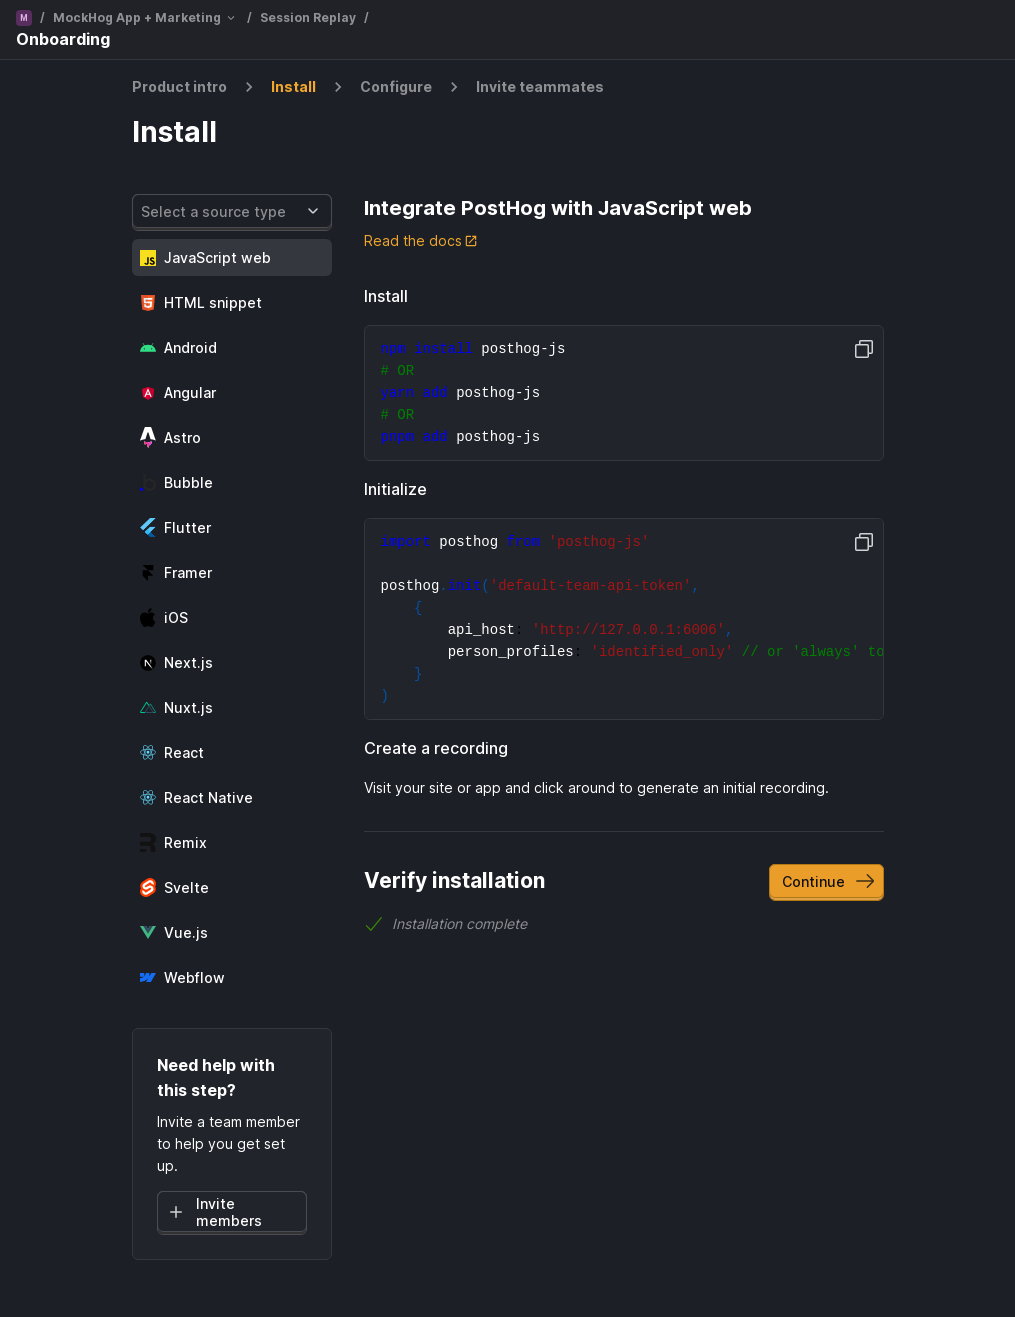 M / MockHog App + Marketing / Session Replay /
Onboarding
Product intro > Install > Configure > Invite teammates
Install
Select a source type
JS JavaScript web
HTML snippet
Android
Angular
Astro
Bubble
Flutter
Framer
iOS
Next.js
Nuxt.js
React
React Native
Remix
Svelte
Vue.js
Webflow
Need help with
this step?
Invite a team member
to help you get set
up.
Invite
members
Integrate PostHog with JavaScript web
Read the docs
Install
npm install posthog-js
# OR
yarn add posthog-js
# OR
pnpm add posthog-js
Initialize
import posthog from 'posthog-js'
posthog.init('default-team-api-token',
{
api_host: 'http://127.0.0.1:6006',
person_profiles: 'identified_only' // or 'always' to
}
)
Create a recording
Visit your site or app and click around to generate an initial recording.
Verify installation
Continue
Installation complete